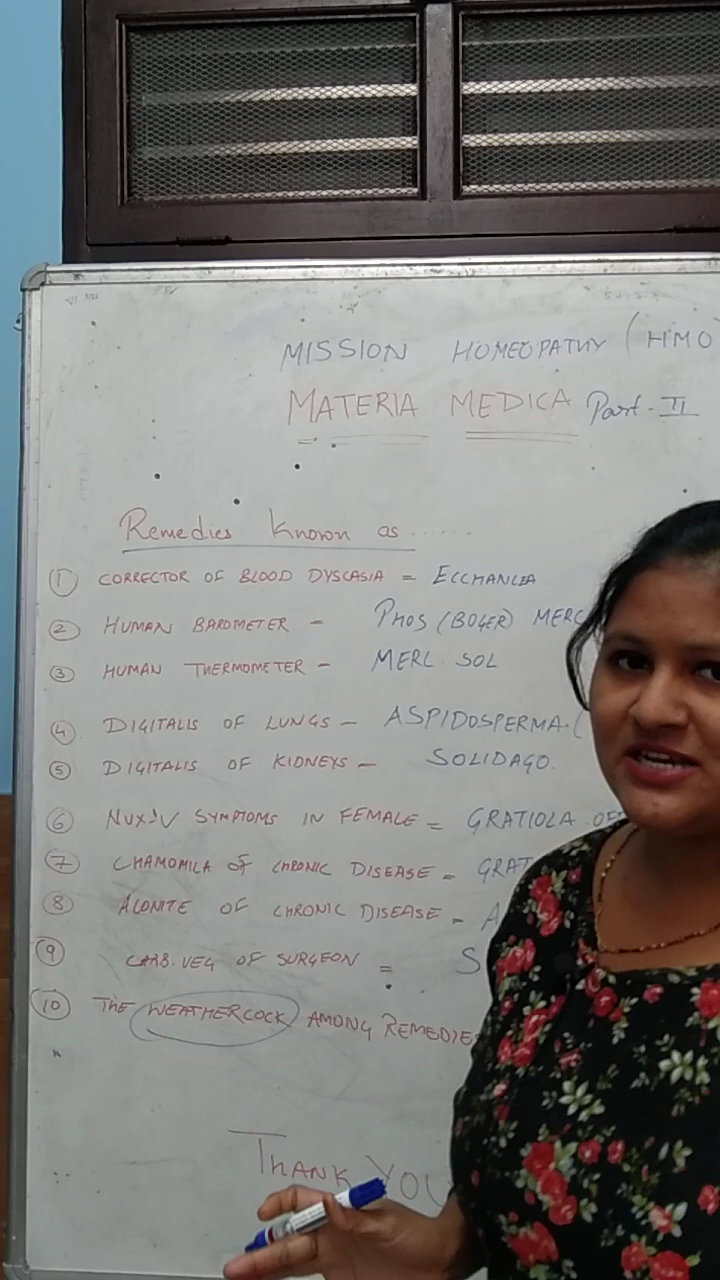 MISSION HOMEOPATHY (HMO)
MATERIA MEDICA Part-II
Remedies Known as ......
① CORRECTOR OF BLOOD DYSCASIA = ECCHANCEA
② HUMAN BAROMETER - PHOS (BOGER) MERC
③ HUMAN THERMOMETER - MERC SOL
④. DIGITALIS OF LUNGS - ASPIDOSPERMA. (
⑤ DIGITALIS OF KIDNEYS - SOLIDAGO.
⑥ NUX.V SYMPTOMS IN FEMALE = GRATIOLA OF
⑦ CHAMOMILA OF CHRONIC DISEASE = GRAT
⑧ ACONITE OF CHRONIC DISEASE - A
⑨ CARB.VEG OF SURGEON = S
⑩ THE WEATHERCOCK AMONG REMEDIE
THANK YOU